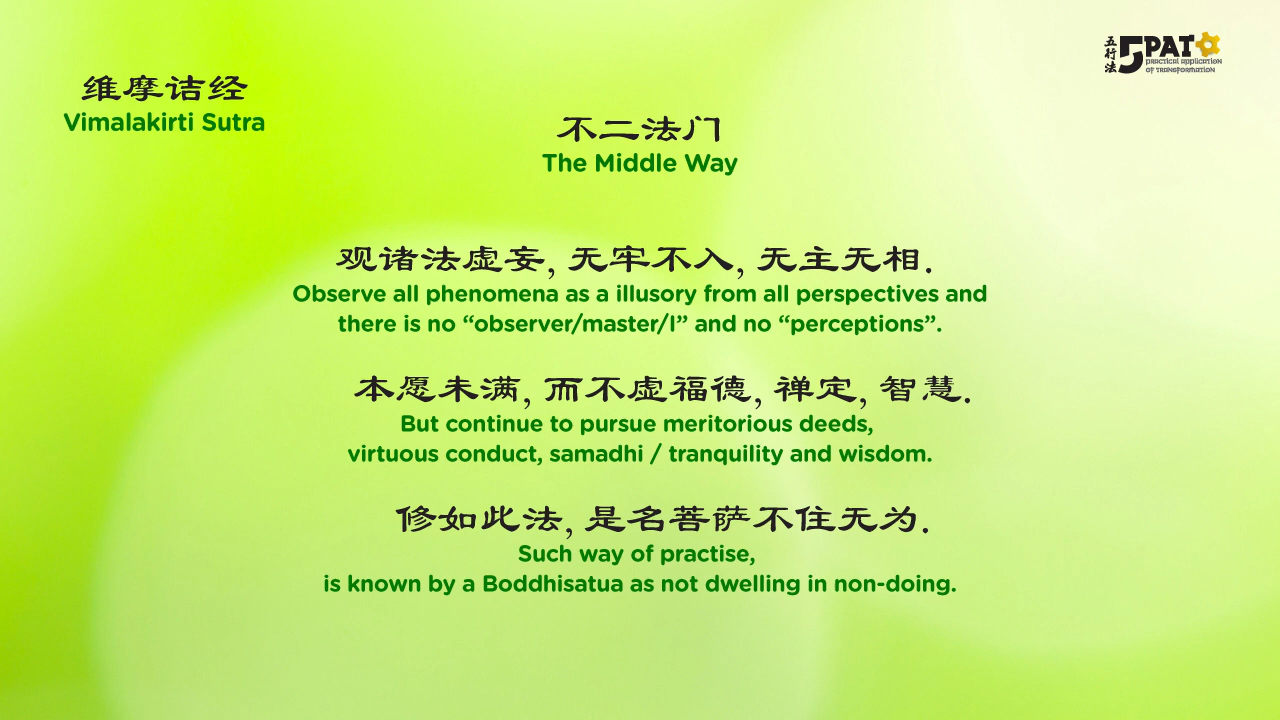 维摩诘经
Vimalakirti Sutra
五行法
5PAT
PRACTICAL APPLICATION
OF TRANSFORMATION
不二法门
The Middle Way
观诸法虚妄, 无牢不入, 无主无相.
Observe all phenomena as a illusory from all perspectives and
there is no “observer/master/I” and no “perceptions”.
本愿未满, 而不虚福德, 禅定, 智慧.
But continue to pursue meritorious deeds,
virtuous conduct, samadhi / tranquility and wisdom.
修如此法, 是名菩萨不住无为.
Such way of practise,
is known by a Boddhisatua as not dwelling in non-doing.